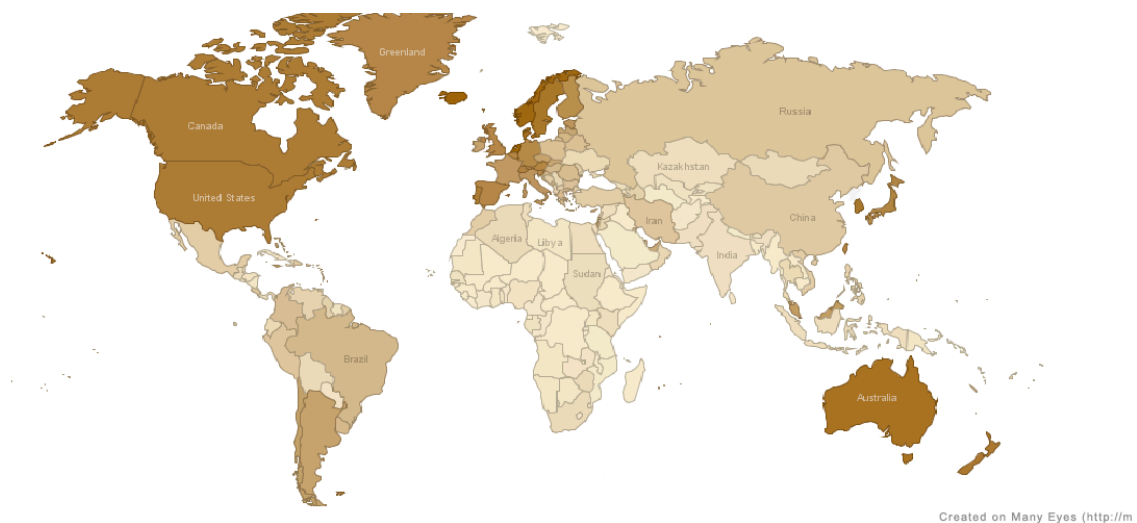 Greenland
Canada
United States
Russia
Kazakhstan
China
Iran
Algeria
Libya
India
Sudan
Brazil
Australia
Created on Many Eyes (http://m